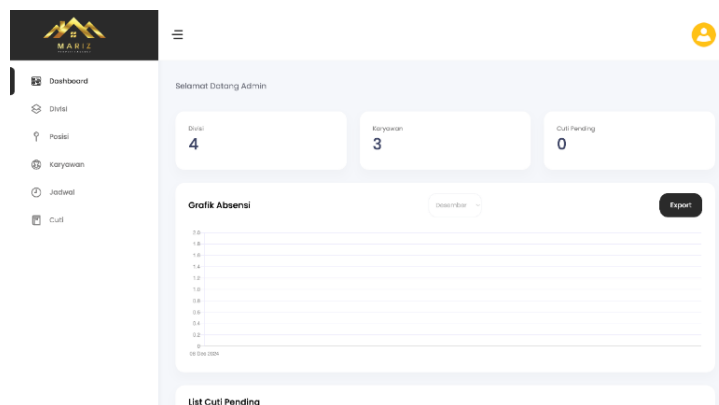 MARIZ
Dashboard
Divisi
Posisi
Karyawan
Jadwal
Cuti
Selamat Datang Admin
Divisi
4
Karyawan
3
Cuti Pending
0
Grafik Absensi
Desember
Export
2.0
1.8
1.6
1.4
1.2
1.0
0.8
0.6
0.4
0.2
0
List Cuti Pending